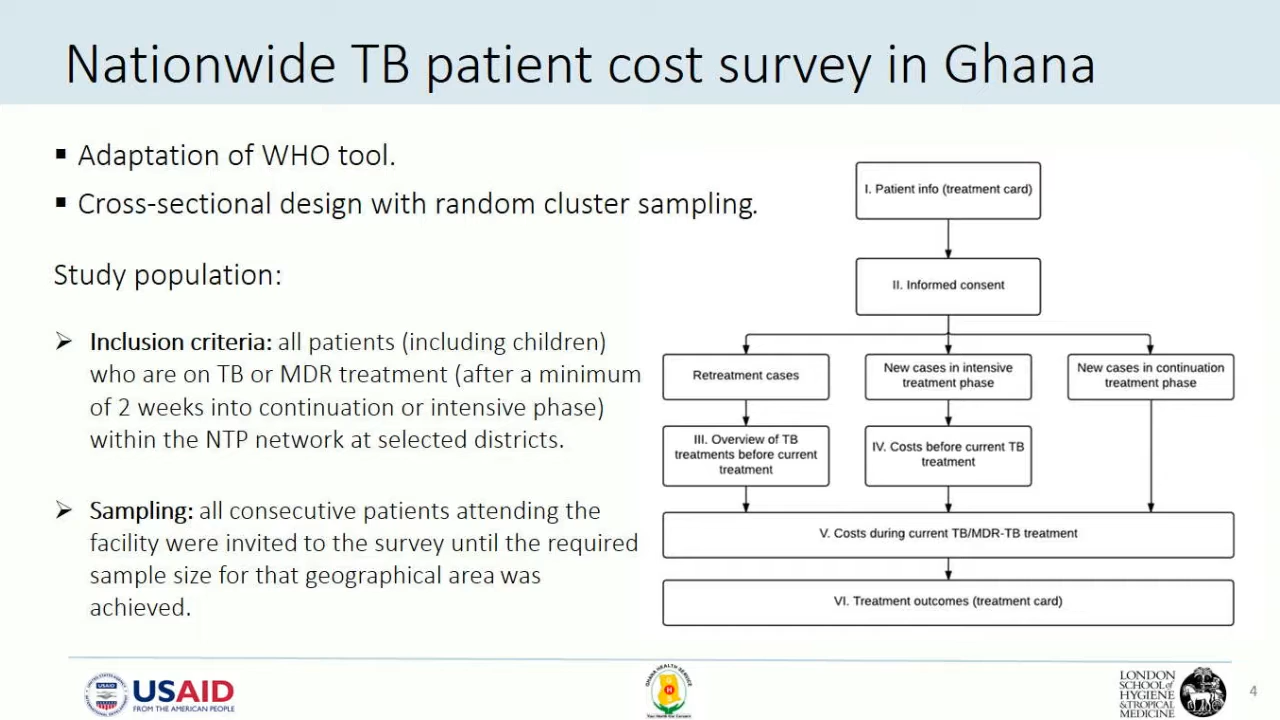 Nationwide TB patient cost survey in Ghana
▪ Adaptation of WHO tool.
▪ Cross-sectional design with random cluster sampling.
Study population:
➢ Inclusion criteria: all patients (including children)
who are on TB or MDR treatment (after a minimum
of 2 weeks into continuation or intensive phase)
within the NTP network at selected districts.
➢ Sampling: all consecutive patients attending the
facility were invited to the survey until the required
sample size for that geographical area was
achieved.
I. Patient info (treatment card)
II. Informed consent
Retreatment cases
New cases in intensive
treatment phase
New cases in continuation
treatment phase
III. Overview of TB
treatments before current
treatment
IV. Costs before current TB
treatment
V. Costs during current TB/MDR-TB treatment
VI. Treatment outcomes (treatment card)
USAID
USAID
FROM THE AMERICAN PEOPLE
GHANA HEALTH SERVICE
H
LONDON
SCHOOL of
HYGIENE
&TROPICAL
MEDICINE
4